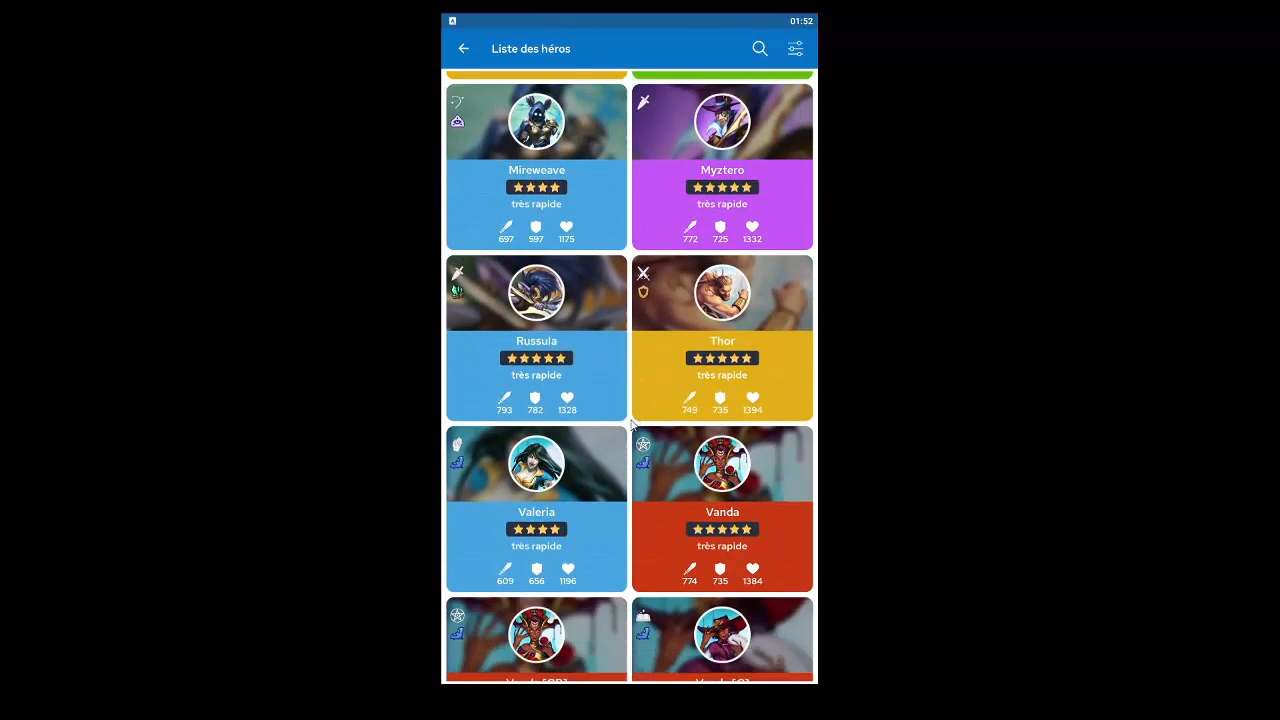 A
01:52
Liste des héros
Mireweave
très rapide
697 597 1175
Myztero
très rapide
772 725 1332
Russula
très rapide
793 782 1328
Thor
très rapide
749 735 1394
Valeria
très rapide
609 656 1196
Vanda
très rapide
774 735 1384